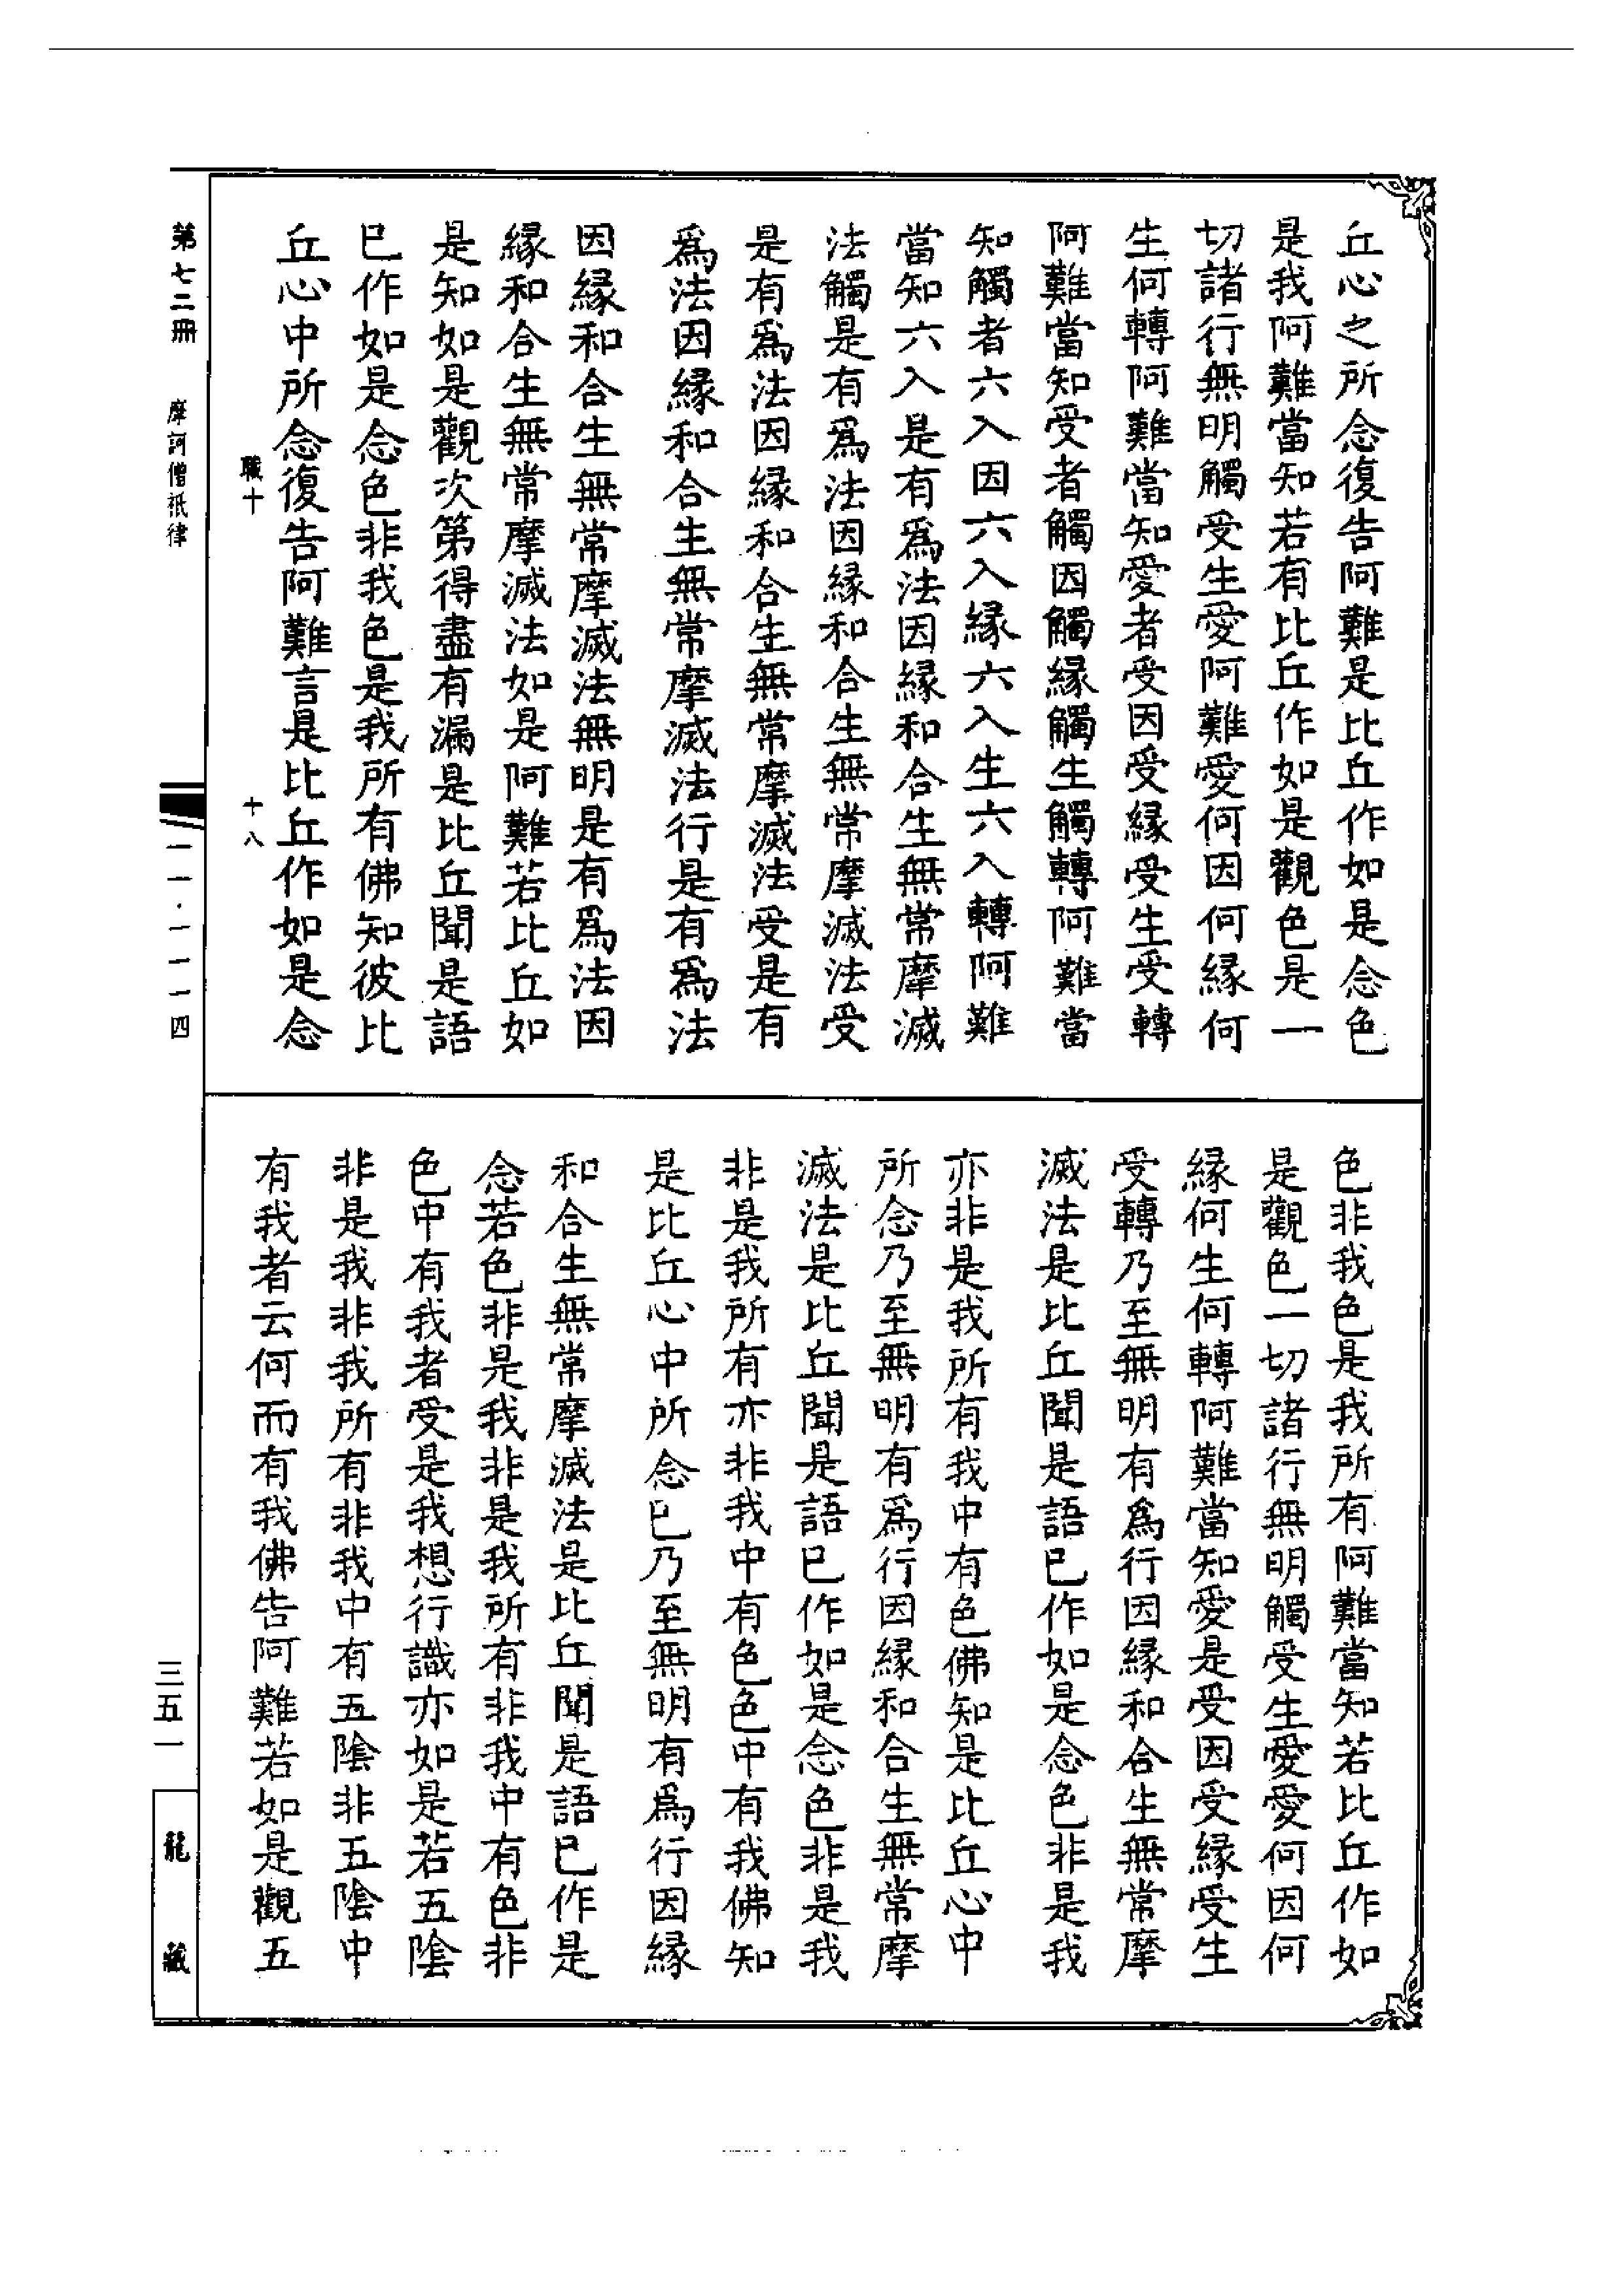 丘心之所念復告阿難是比丘作如是念色
是我阿難當知若有比丘作如是觀色是一
切諸行無明觸受生愛阿難愛何因何緣何
生何轉阿難當知愛者受因受緣受生受轉
阿難當知受者觸因觸緣觸生觸轉阿難當
知觸者六入因六入緣六入生六入轉阿難
當知六入是有爲法因緣和合生無常摩滅
法觸是有爲法因緣和合生無常摩滅法受
是有爲法因緣和合生無常摩滅法受是有
爲法因緣和合生無常摩滅法行是有爲法
因緣和合生無常摩滅法無明是有爲法因
緣和合生無常摩滅法如是阿難若比丘如
是知如是觀次第得盡有漏是比丘聞是語
已作如是念色非我色是我所有佛知彼比
丘心中所念復告阿難言是比丘作如是念
職十 十八
色非我色是我所有阿難當知若比丘作如
是觀色一切諸行無明觸受生愛愛何因何
緣何生何轉阿難當知愛是受因受緣受生
受轉乃至無明有爲行因緣和合生無常摩
滅法是比丘聞是語已作如是念色非是我
亦非是我所有我中有色佛知是比丘心中
所念乃至無明有爲行因緣和合生無常摩
滅法是比丘聞是語已作如是念色非是我
非是我所有亦非我中有色色中有我佛知
是比丘心中所念已乃至無明有爲行因緣
和合生無常摩滅法是比丘聞是語已作是
念若色非是我非是我所有非我中有色非
色中有我者受是我想行識亦如是若五陰
非是我非我所有非我中有五陰非五陰中
有我者云何而有我佛告阿難若如是觀五
第七二冊 摩訶僧祇律 一一·一一一四 三五一 龍藏